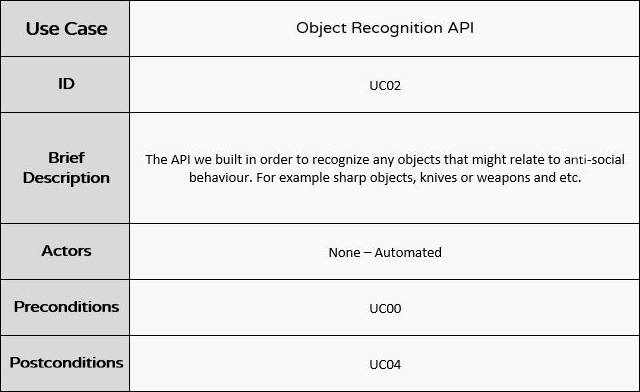 Use Case
Object Recognition API
ID
UC02
Brief
Description
The API we built in order to recognize any objects that might relate to anti-social
behaviour. For example sharp objects, knives or weapons and etc.
Actors
None – Automated
Preconditions
UC00
Postconditions
UC04